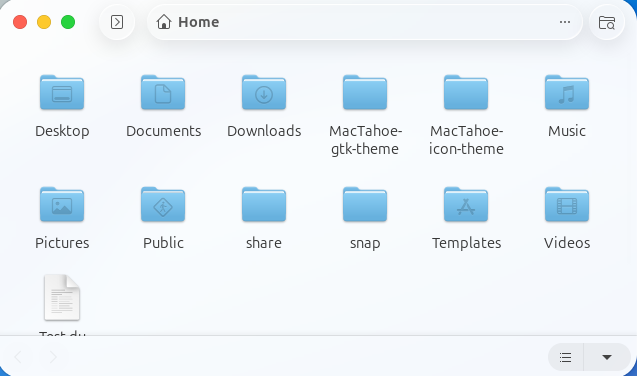 Home
Desktop
Documents
Downloads
MacTahoe-
gtk-theme
MacTahoe-
icon-theme
Music
Pictures
Public
share
snap
Templates
Videos